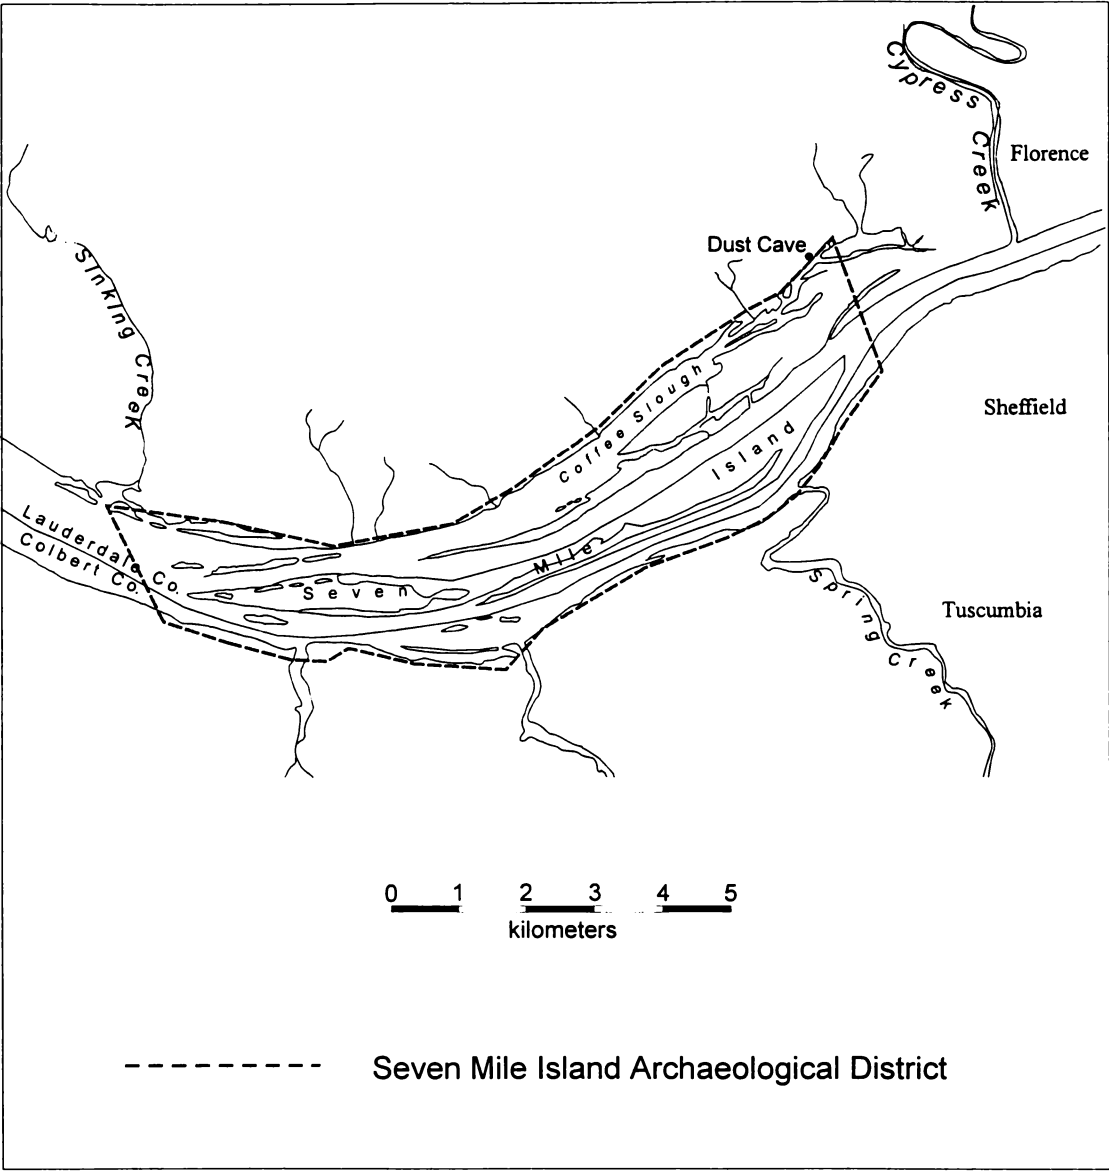 Cypress Creek
Florence
Dust Cave
Sinking Creek
Coffee Slough
Sheffield
Island
Lauderdale Co.
Colbert Co.
Mile
Seven
Spring Creek
Tuscumbia
0 1 2 3 4 5
kilometers
Seven Mile Island Archaeological District